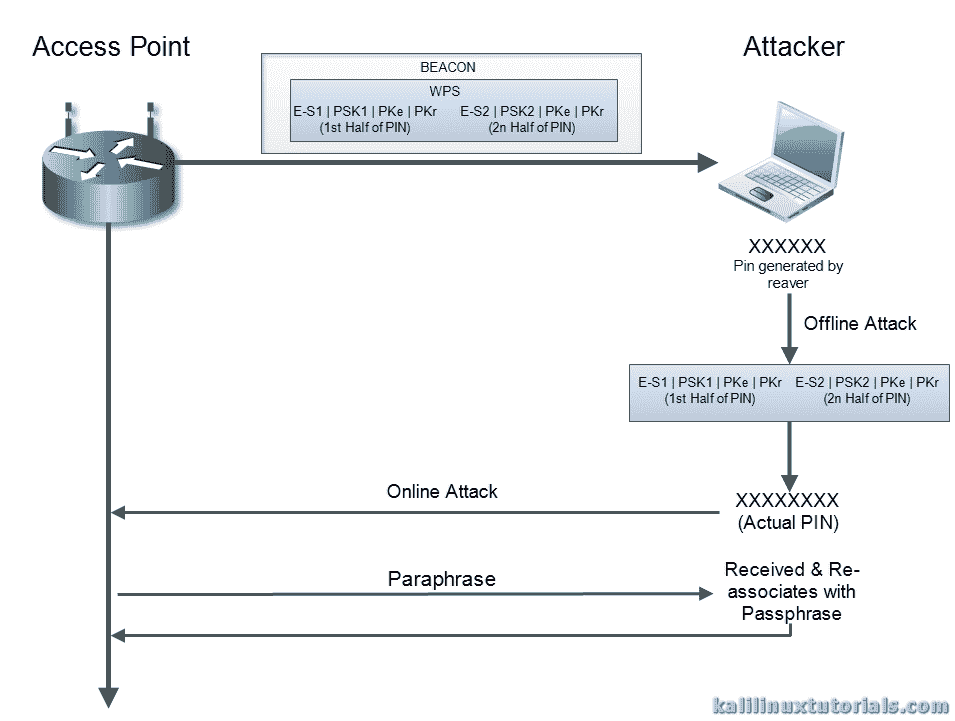 Access Point
Attacker
BEACON
WPS
E-S1 | PSK1 | PKe | PKr
(1st Half of PIN)
E-S2 | PSK2 | PKe | PKr
(2n Half of PIN)
XXXXXX
Pin generated by
reaver
Offline Attack
E-S1 | PSK1 | PKe | PKr
(1st Half of PIN)
E-S2 | PSK2 | PKe | PKr
(2n Half of PIN)
Online Attack
XXXXXXXX
(Actual PIN)
Paraphrase
Received & Re-
associates with
Passphrase
kalilinuxtutorials.com